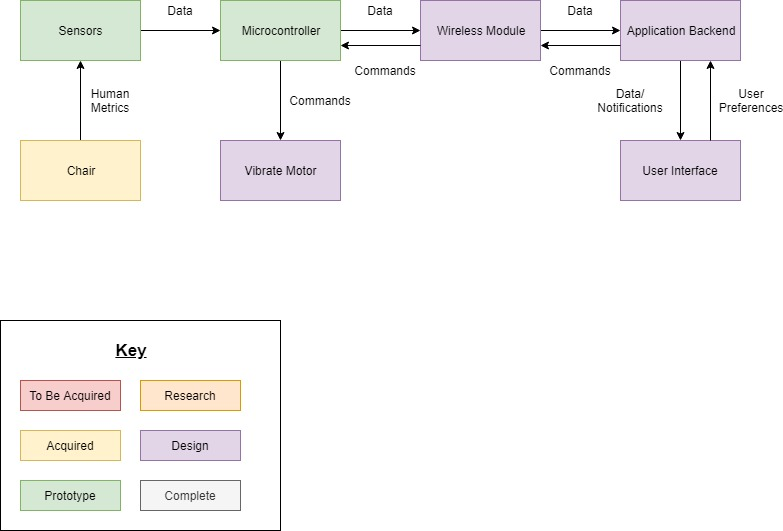 Data
Data
Data
Sensors
Microcontroller
Wireless Module
Application Backend
Commands
Commands
Human
Metrics
Commands
Data/
Notifications
User
Preferences
Chair
Vibrate Motor
User Interface
Key
To Be Acquired
Research
Acquired
Design
Prototype
Complete